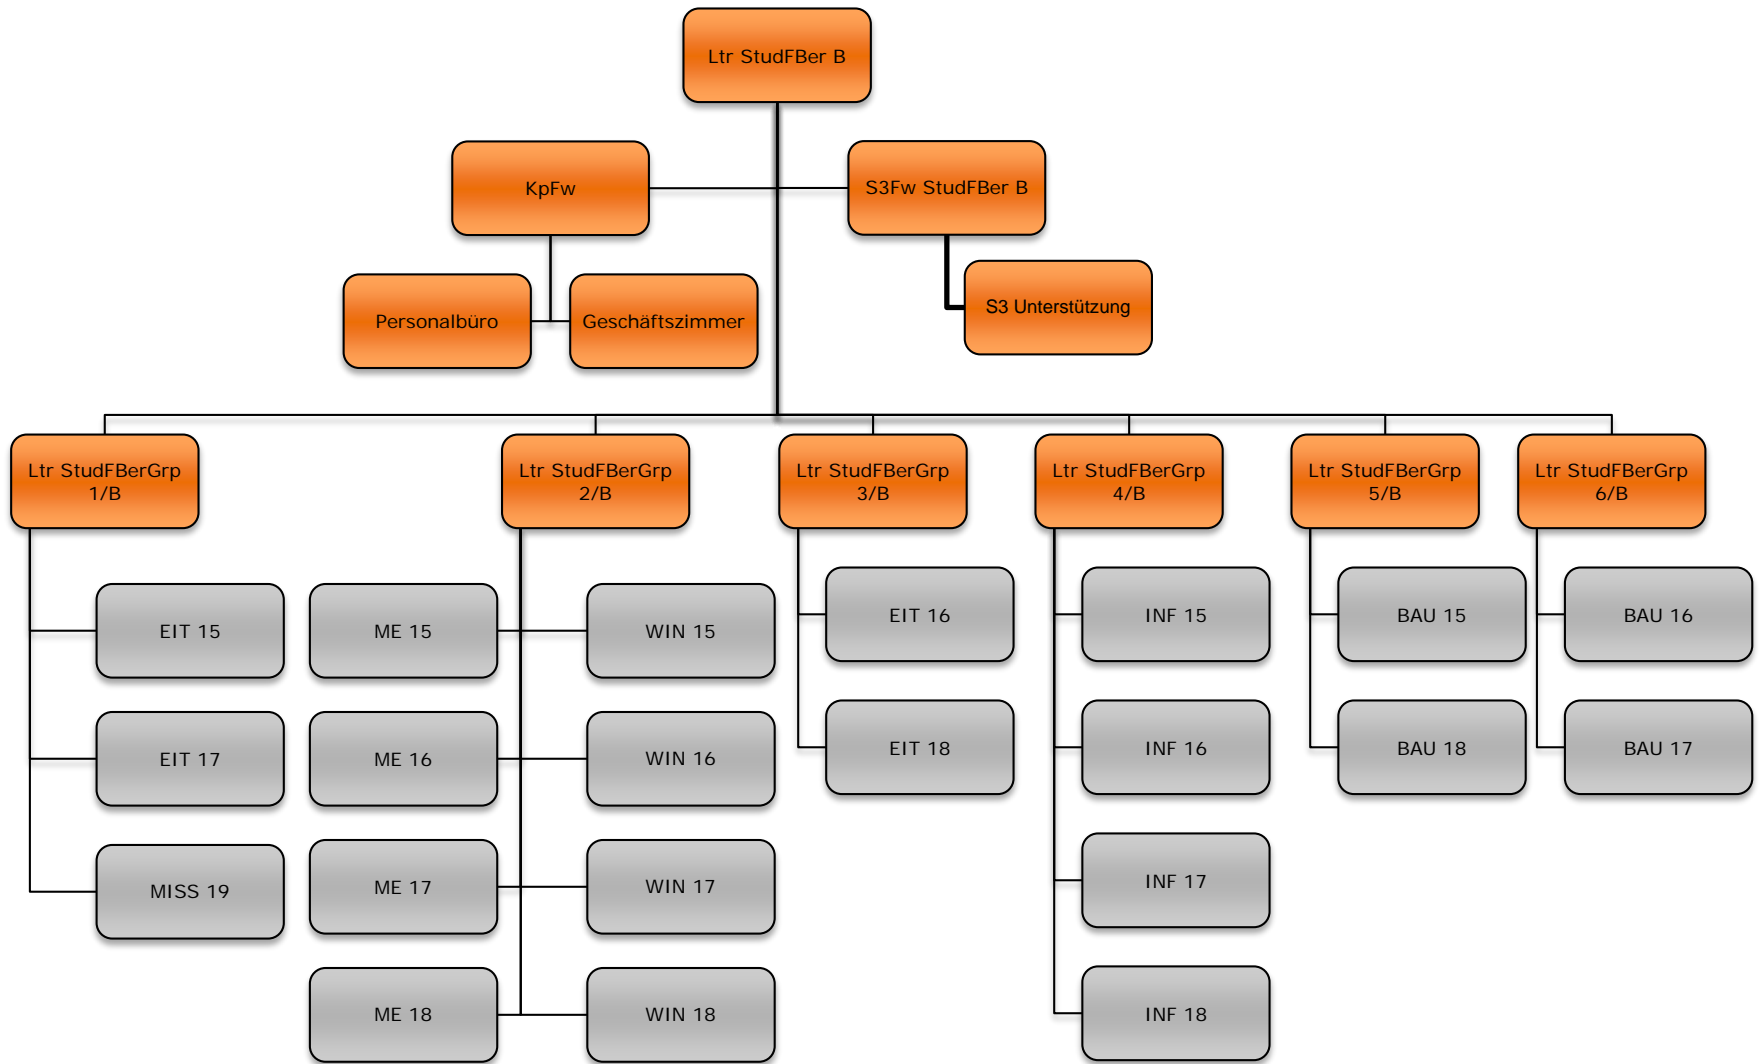 Ltr StudFBer B
KpFw
S3Fw StudFBer B
Personalbüro
Geschäftszimmer
S3 Unterstützung
Ltr StudFBerGrp
1/B
Ltr StudFBerGrp
2/B
Ltr StudFBerGrp
3/B
Ltr StudFBerGrp
4/B
Ltr StudFBerGrp
5/B
Ltr StudFBerGrp
6/B
EIT 15
EIT 17
MISS 19
ME 15
ME 16
ME 17
ME 18
WIN 15
WIN 16
WIN 17
WIN 18
EIT 16
EIT 18
INF 15
INF 16
INF 17
INF 18
BAU 15
BAU 18
BAU 16
BAU 17